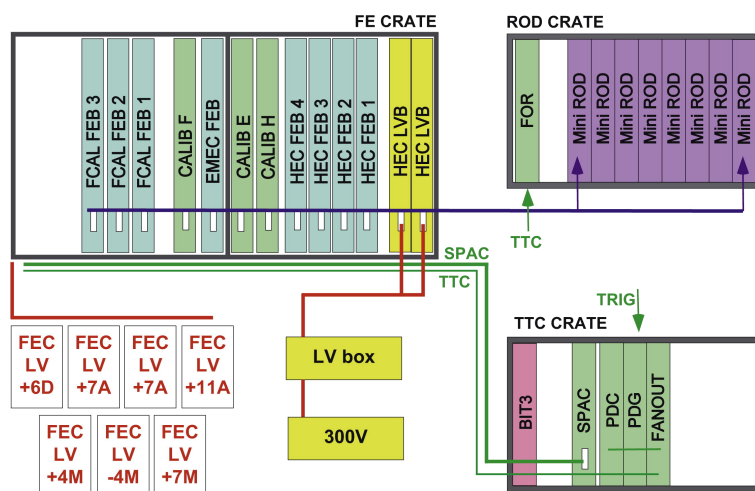 FE CRATE
ROD CRATE
FCAL FEB 3
FCAL FEB 2
FCAL FEB 1
CALIB F
EMEC FEB
CALIB E
CALIB H
HEC FEB 4
HEC FEB 3
HEC FEB 2
HEC FEB 1
HEC LVB
HEC LVB
FOR
Mini ROD
Mini ROD
Mini ROD
Mini ROD
Mini ROD
Mini ROD
Mini ROD
Mini ROD
TTC
SPAC
TTC
TRIG
TTC CRATE
FEC
LV
+6D
FEC
LV
+7A
FEC
LV
+7A
FEC
LV
+11A
FEC
LV
+4M
FEC
LV
-4M
FEC
LV
+7M
LV box
300V
BIT3
SPAC
PDC
PDG
FANOUT